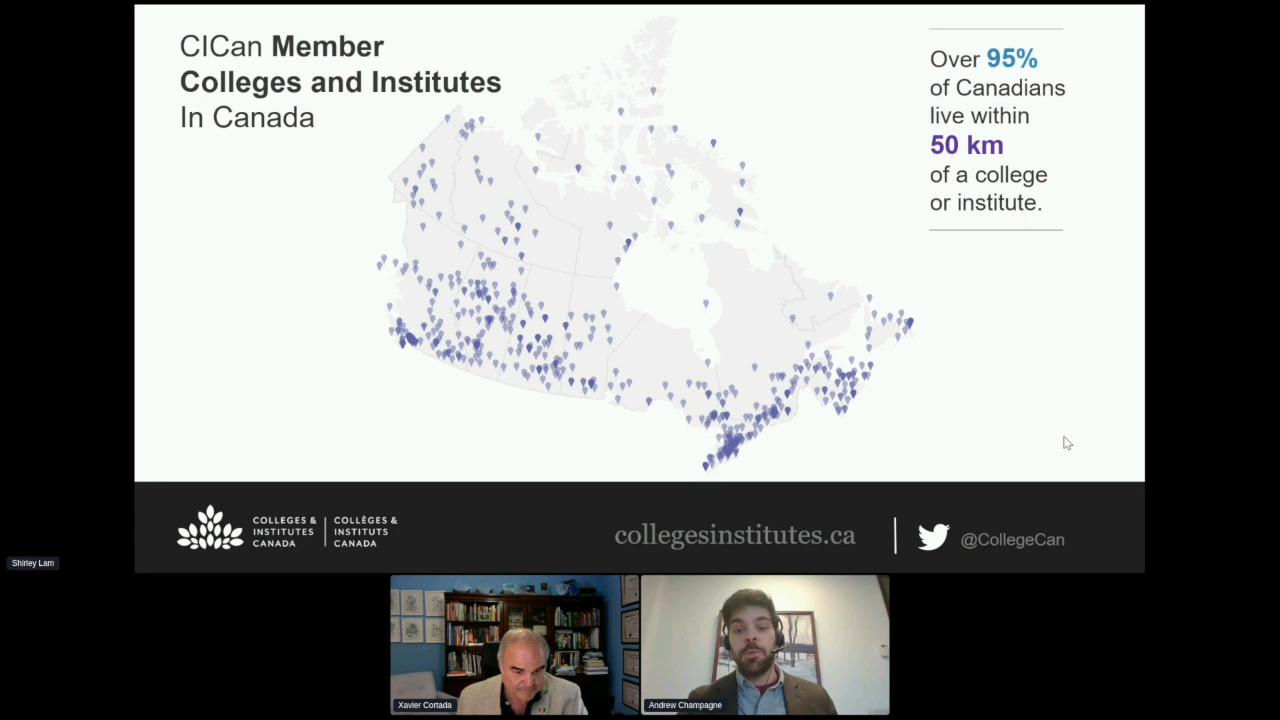 CICan Member
Colleges and Institutes
In Canada
Over 95%
of Canadians
live within
50 km
of a college
or institute.
COLLEGES &
INSTITUTES
CANADA
COLLÈGES &
INSTITUTS
CANADA
collegesinstitutes.ca
@CollegeCan
Shirley Lam
Xavier Cortada
Andrew Champagne